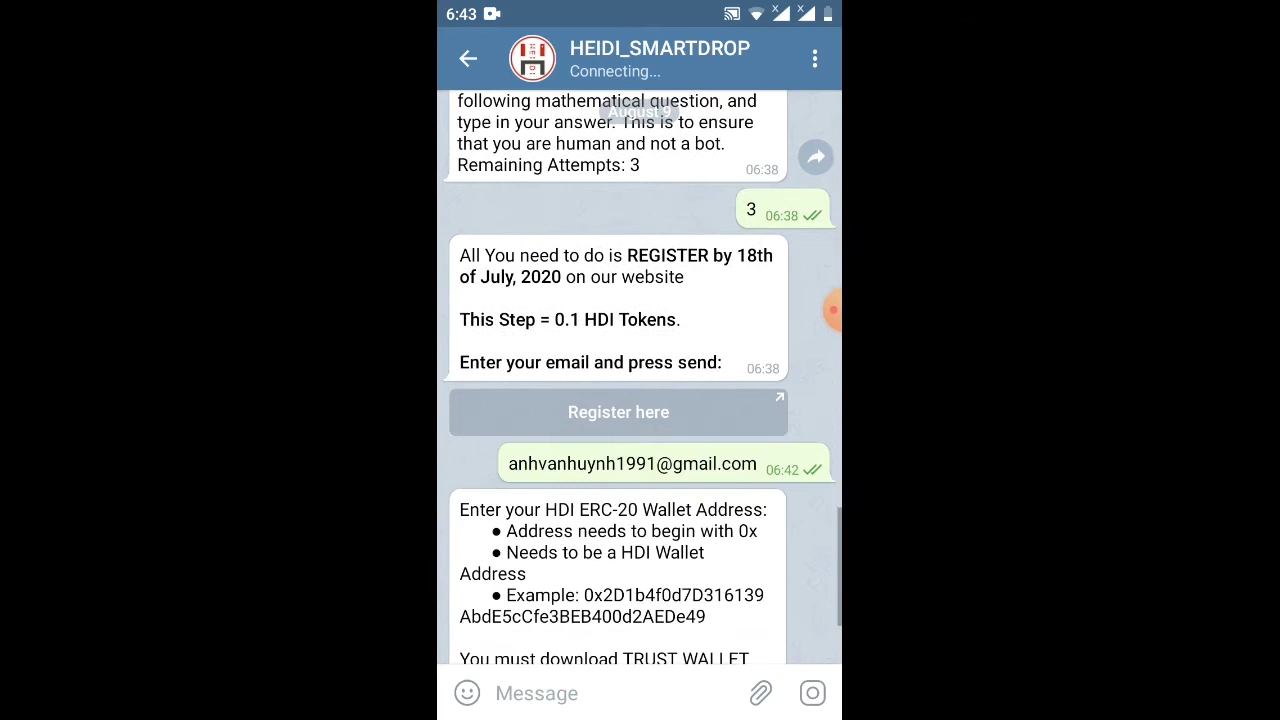 6:43
HEIDI_SMARTDROP
Connecting...
following mathematical question, and
August 9
type in your answer. This is to ensure
that you are human and not a bot.
Remaining Attempts: 3
06:38
3 06:38
All You need to do is REGISTER by 18th
of July, 2020 on our website
This Step = 0.1 HDI Tokens.
Enter your email and press send:
06:38
Register here
anhvanhuynh1991@gmail.com 06:42
Enter your HDI ERC-20 Wallet Address:
● Address needs to begin with 0x
● Needs to be a HDI Wallet
Address
● Example: 0x2D1b4f0d7D316139
AbdE5cCfe3BEB400d2AEDe49
You must download TRUST WALLET
Message